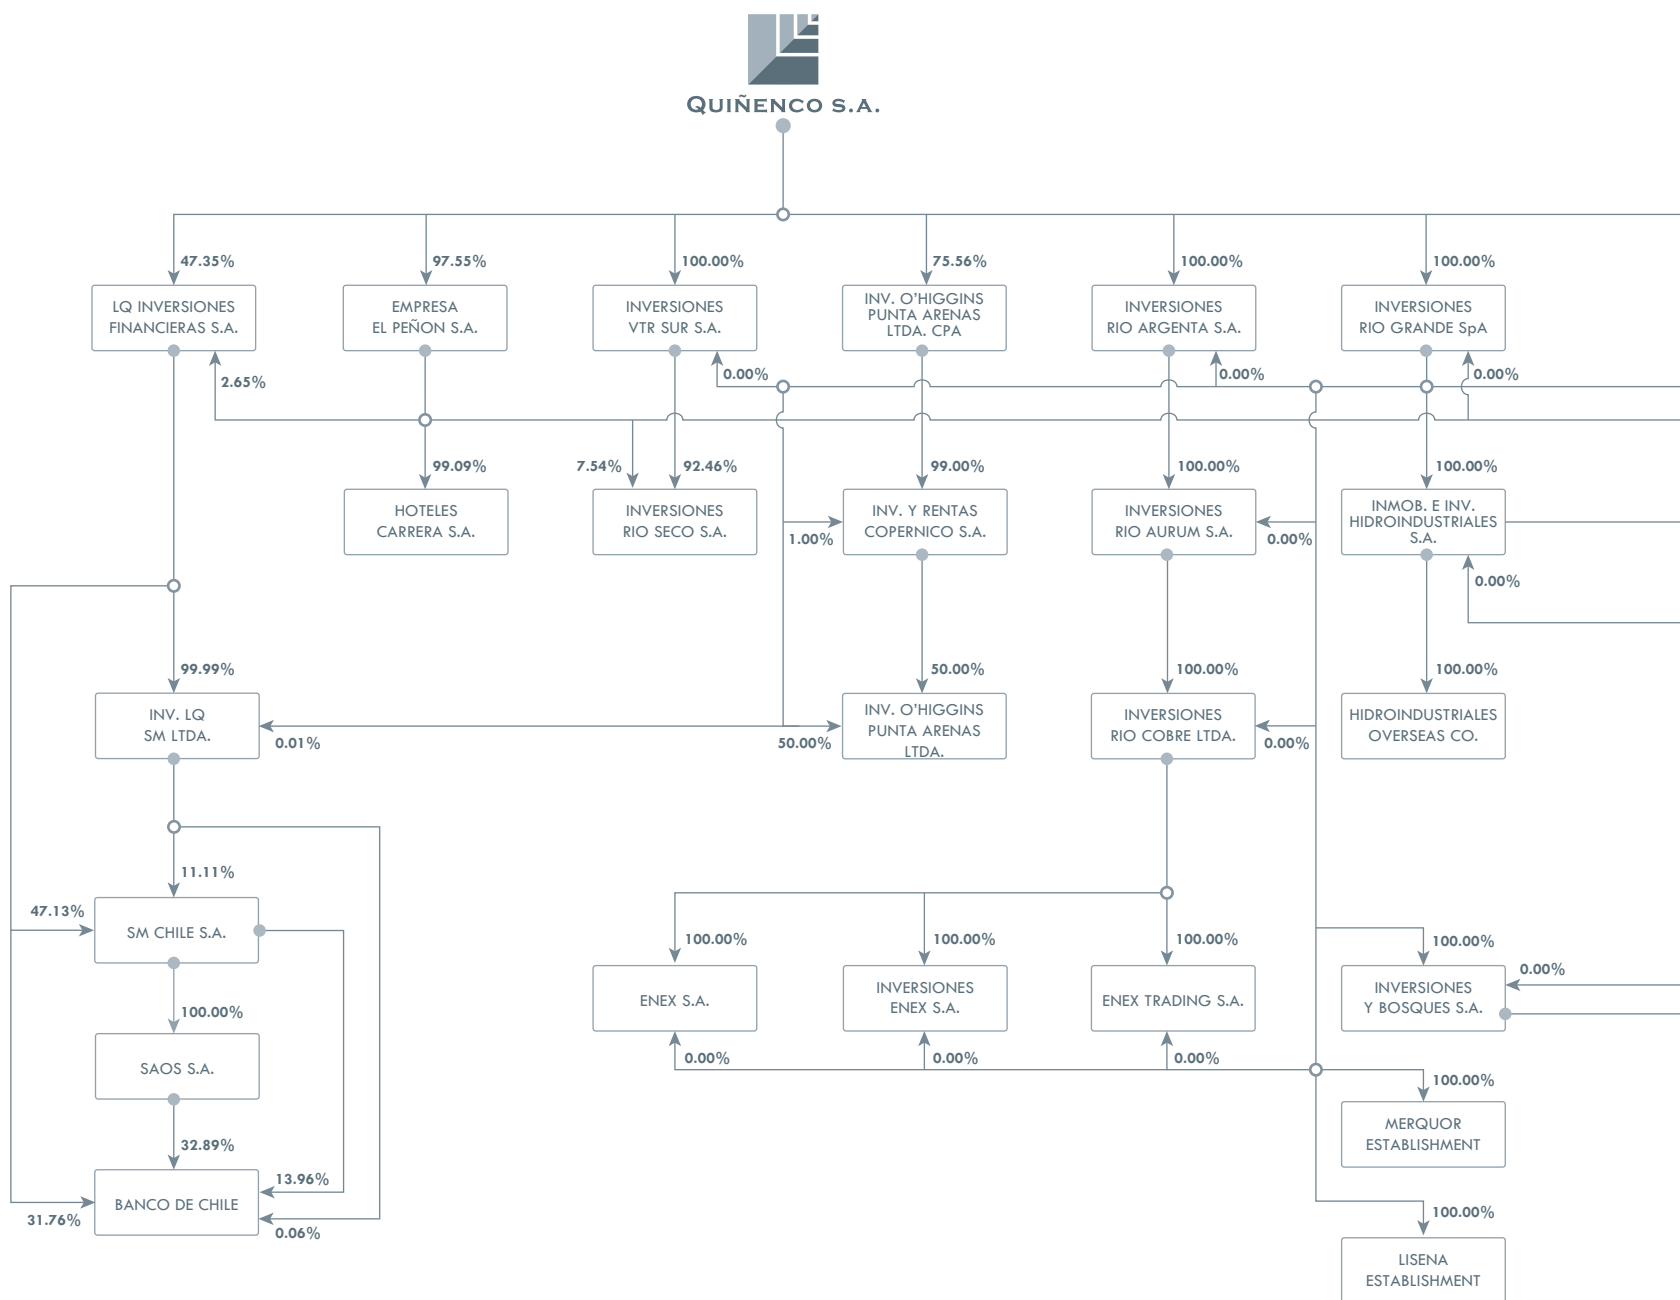 QUIÑENCO S.A.
47.35%
97.55%
100.00%
75.56%
100.00%
100.00%
LQ INVERSIONES
FINANCIERAS S.A.
EMPRESA
EL PEÑON S.A.
INVERSIONES
VTR SUR S.A.
INV. O'HIGGINS
PUNTA ARENAS
LTDA. CPA
INVERSIONES
RIO ARGENTA S.A.
INVERSIONES
RIO GRANDE SpA
2.65%
0.00%
0.00%
0.00%
99.09%
7.54%
92.46%
99.00%
100.00%
100.00%
HOTELES
CARRERA S.A.
INVERSIONES
RIO SECO S.A.
1.00%
INV. Y RENTAS
COPERNICO S.A.
INVERSIONES
RIO AURUM S.A.
0.00%
INMOB. E INV.
HIDROINDUSTRIALES
S.A.
0.00%
99.99%
50.00%
100.00%
100.00%
INV. LQ
SM LTDA.
0.01%
50.00%
INV. O'HIGGINS
PUNTA ARENAS
LTDA.
INVERSIONES
RIO COBRE LTDA.
0.00%
HIDROINDUSTRIALES
OVERSEAS CO.
11.11%
47.13%
SM CHILE S.A.
100.00%
100.00%
100.00%
100.00%
0.00%
ENEX S.A.
INVERSIONES
ENEX S.A.
ENEX TRADING S.A.
INVERSIONES
Y BOSQUES S.A.
100.00%
0.00%
0.00%
0.00%
SAOS S.A.
100.00%
MERQUOR
ESTABLISHMENT
32.89%
13.96%
BANCO DE CHILE
31.76%
0.06%
100.00%
LISENA
ESTABLISHMENT